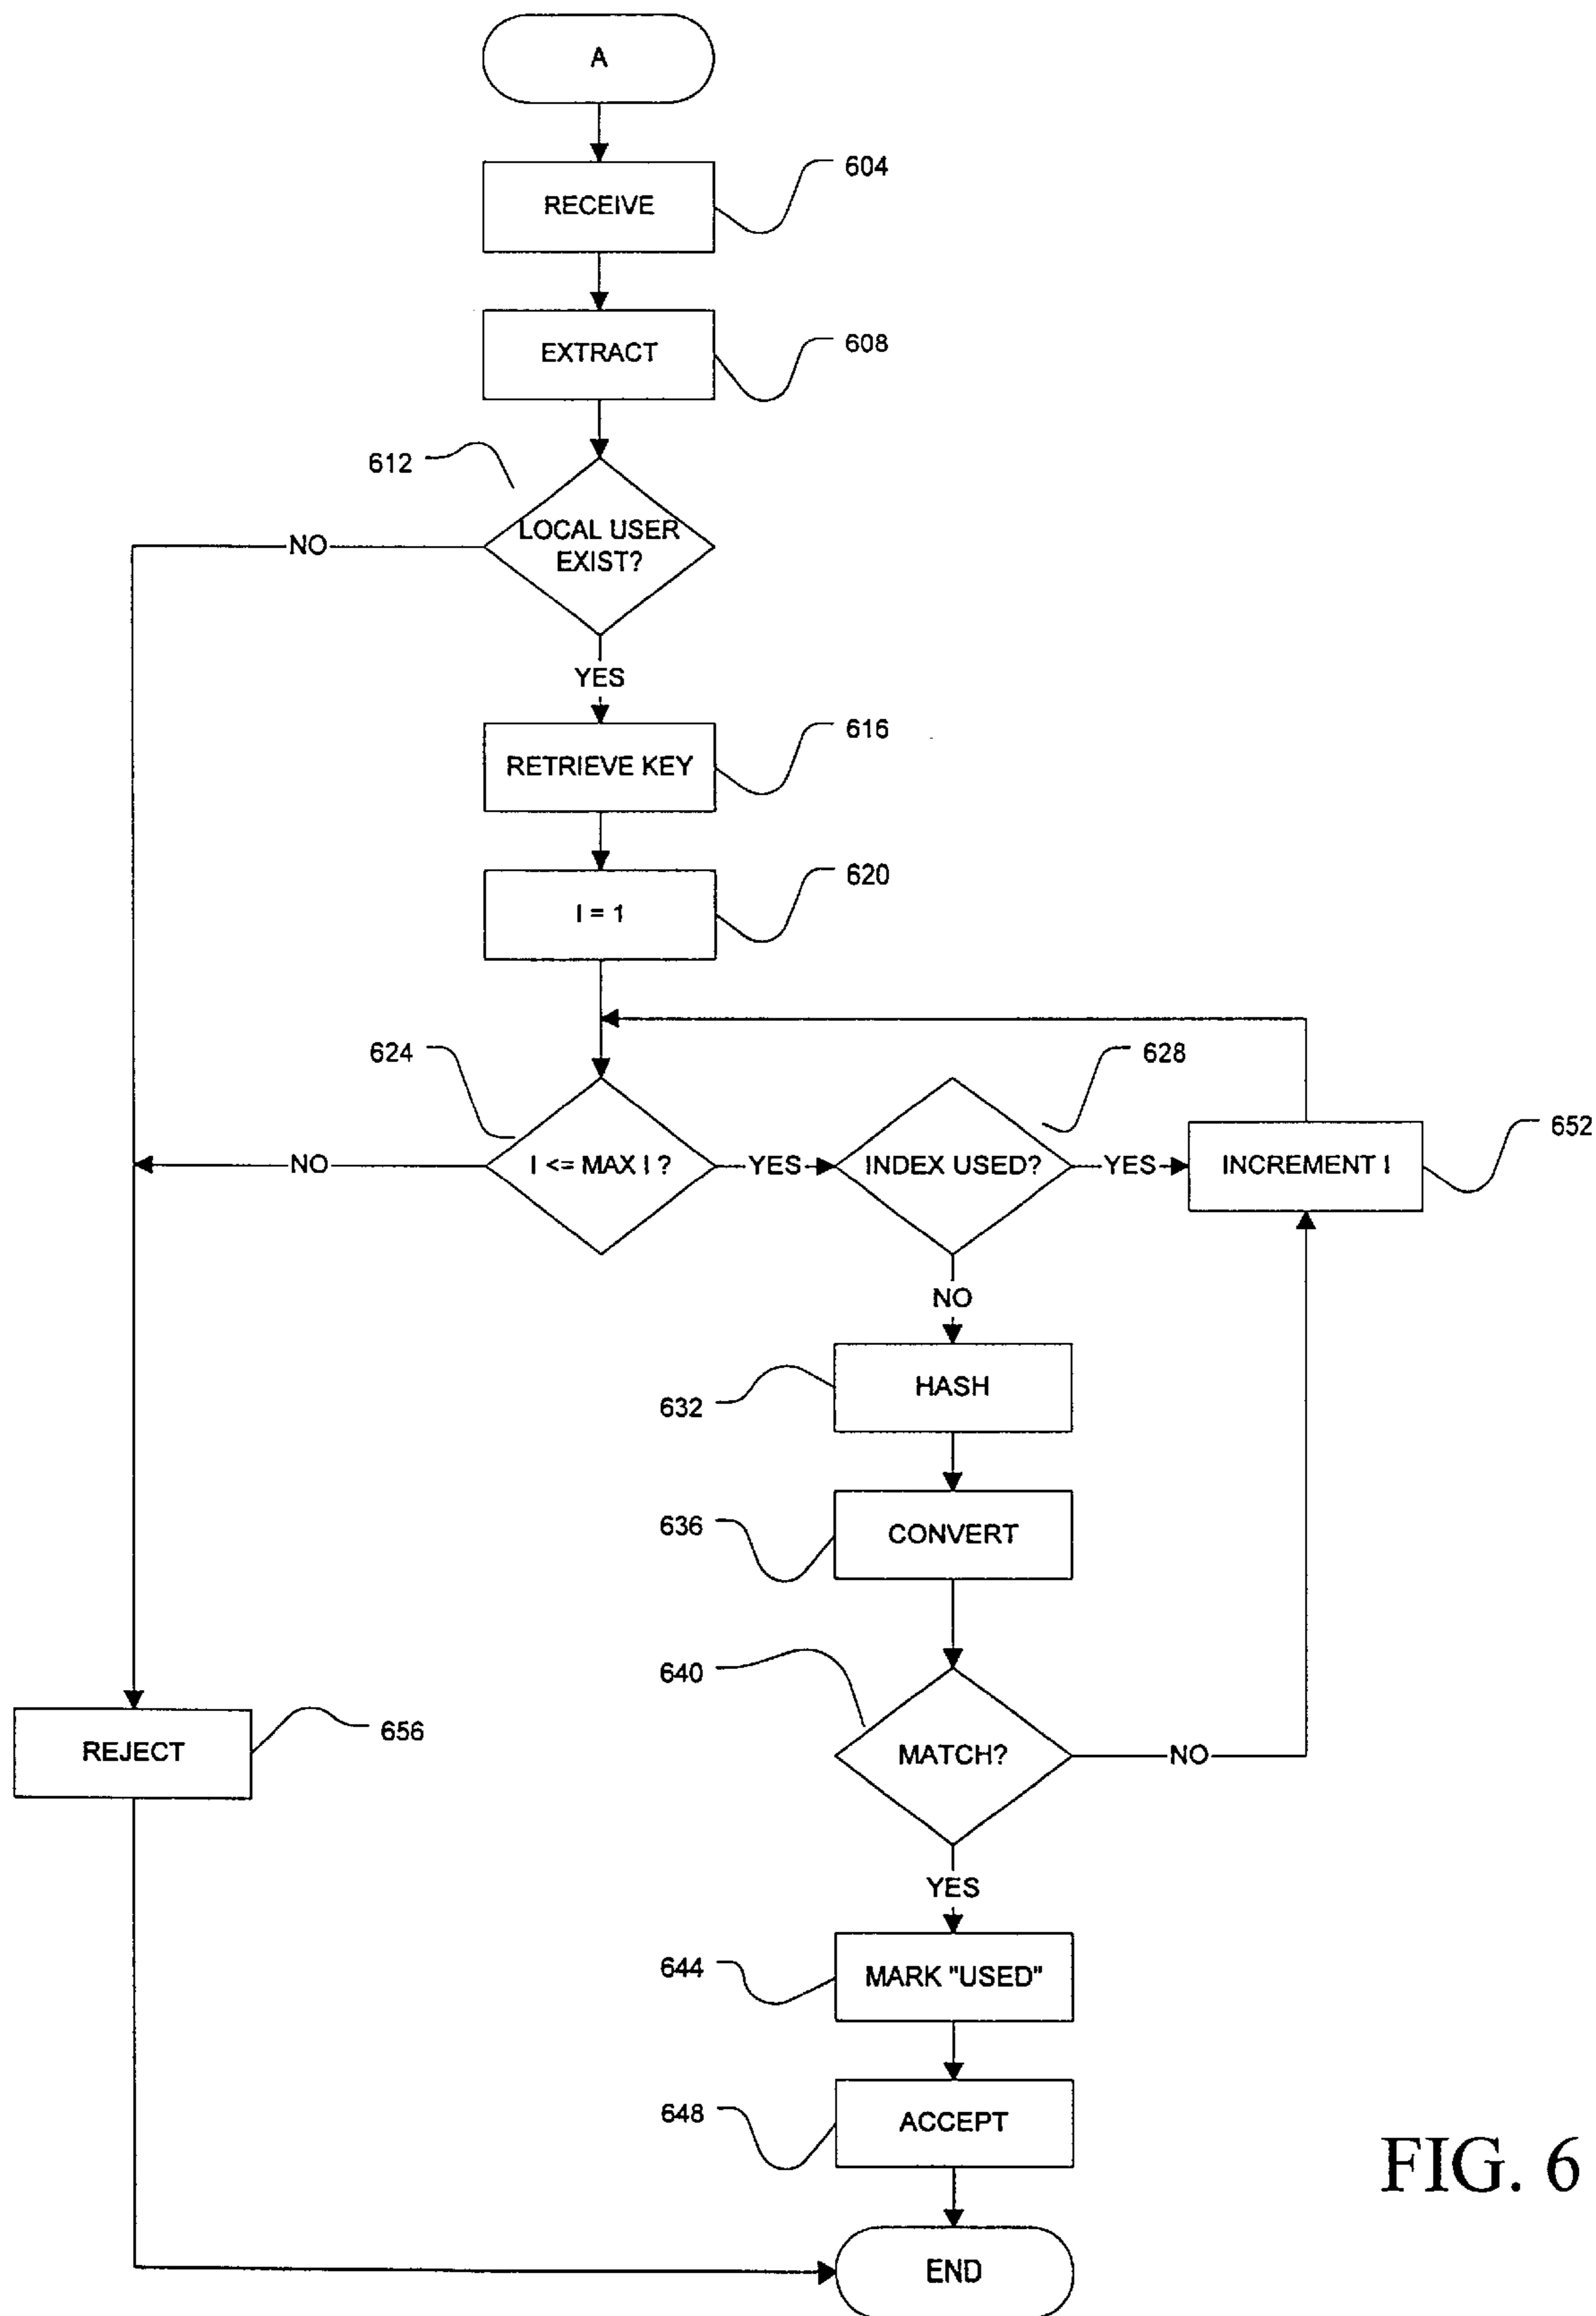 A
RECEIVE
604
EXTRACT
608
612
LOCAL USER
EXIST?
NO
YES
RETRIEVE KEY
616
I = 1
620
624
I <= MAX I ?
NO
YES
628
INDEX USED?
YES
INCREMENT I
652
NO
HASH
632
CONVERT
636
640
MATCH?
NO
REJECT
656
YES
MARK "USED"
644
ACCEPT
648
FIG. 6
END